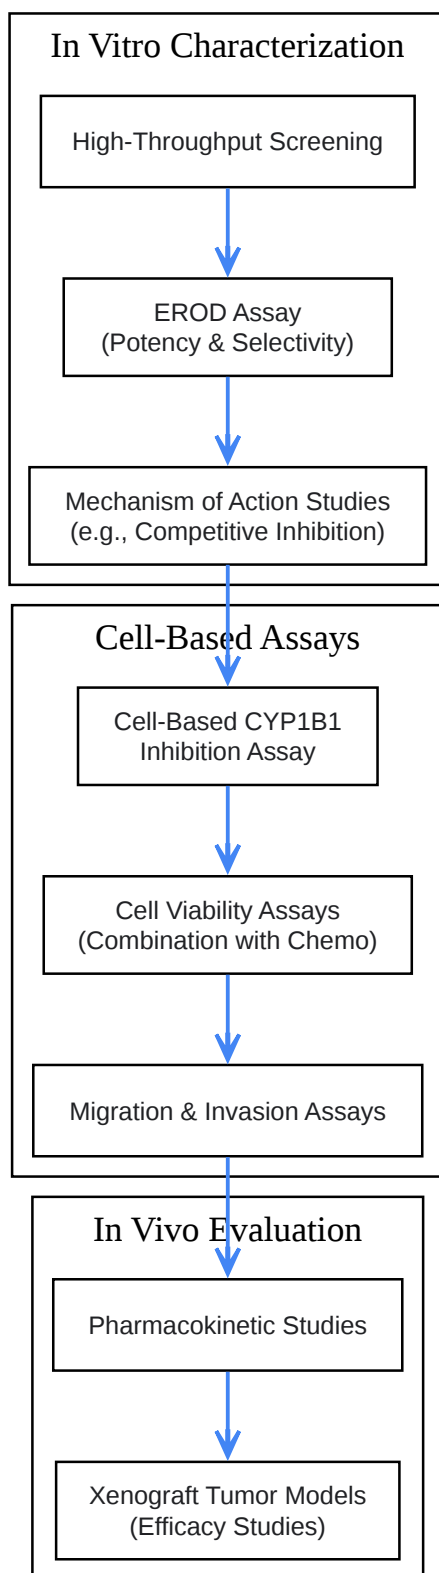 In Vitro Characterization
High-Throughput Screening
EROD Assay
(Potency & Selectivity)
Mechanism of Action Studies
(e.g., Competitive Inhibition)
Cell-Based Assays
Cell-Based CYP1B1
Inhibition Assay
Cell Viability Assays
(Combination with Chemo)
Migration & Invasion Assays
In Vivo Evaluation
Pharmacokinetic Studies
Xenograft Tumor Models
(Efficacy Studies)